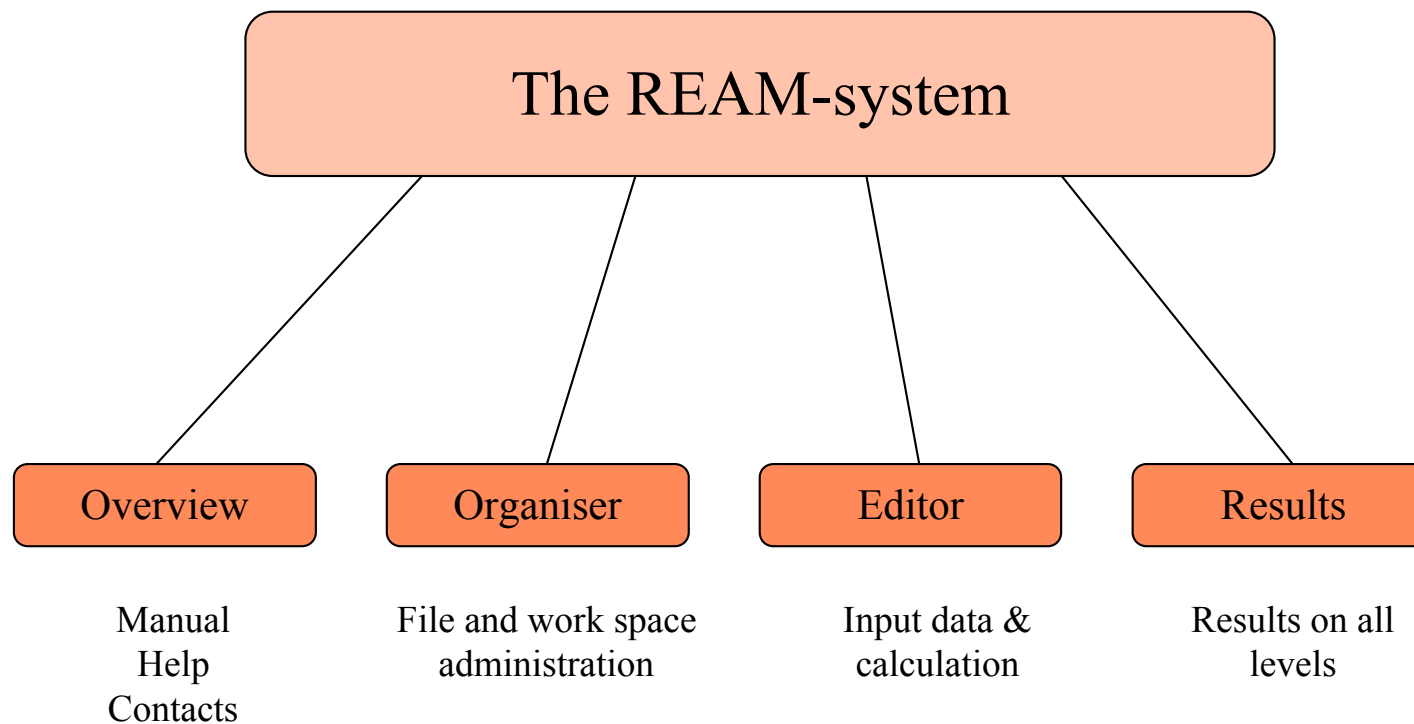 The REAM-system
Overview
Organiser
Editor
Results
Manual
Help
Contacts
File and work space
administration
Input data &
calculation
Results on all
levels